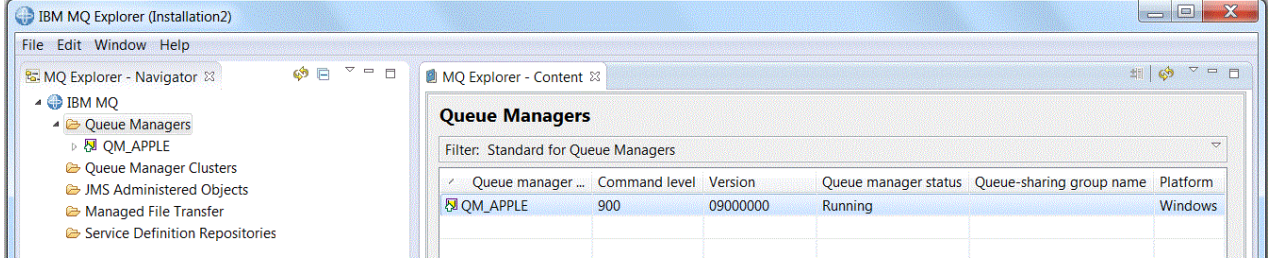 IBM MQ Explorer (Installation2)
File Edit Window Help
MQ Explorer - Navigator
IBM MQ
Queue Managers
QM_APPLE
Queue Manager Clusters
JMS Administered Objects
Managed File Transfer
Service Definition Repositories
MQ Explorer - Content
Queue Managers
Filter: Standard for Queue Managers
Queue manager ... Command level Version Queue manager status Queue-sharing group name Platform
QM_APPLE 900 09000000 Running Windows